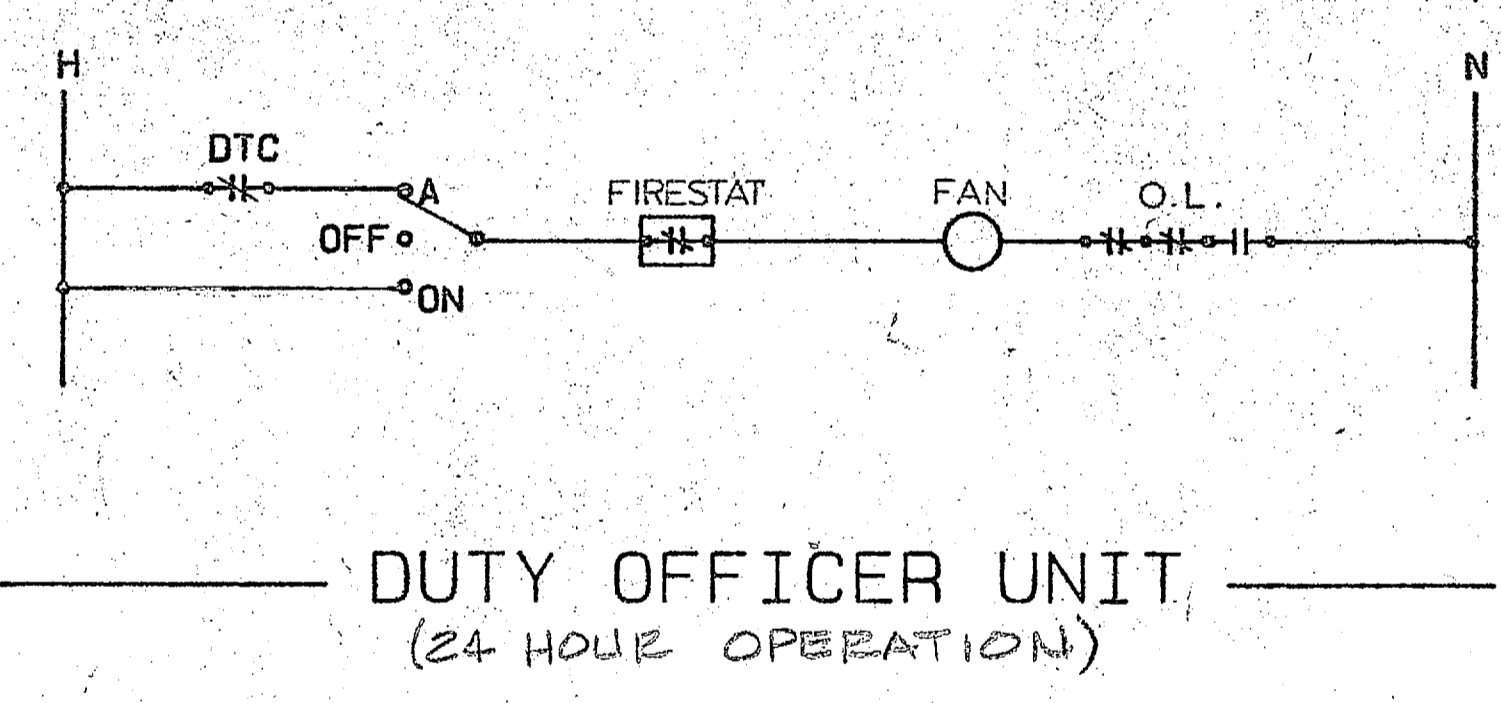 H N
DTC
A FIRESTAT FAN O.L.
OFF
ON
DUTY OFFICER UNIT
(24 HOUR OPERATION)